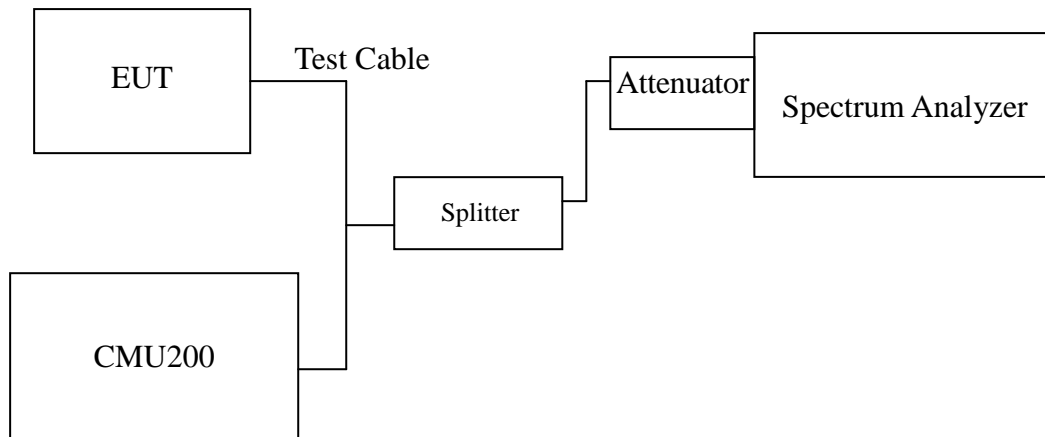 EUT
Test Cable
Attenuator
Spectrum Analyzer
Splitter
CMU200